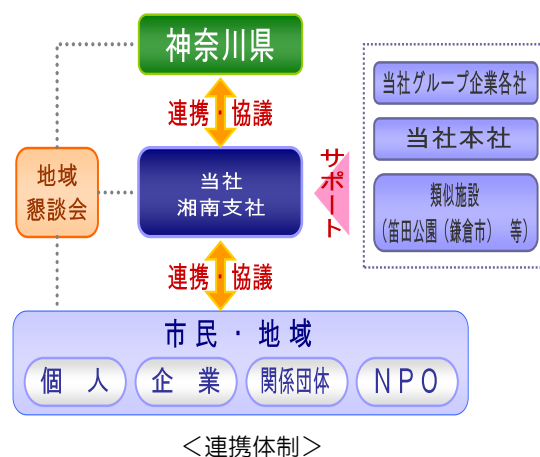 神奈川県
連携・協議
地域
懇談会
当社
湘南支社
サポート
当社グループ企業各社
当社本社
類似施設
（笛田公園（鎌倉市）　等）
連携・協議
市民・地域
個　人
企　業
関係団体
ＮＰＯ
＜連携体制＞